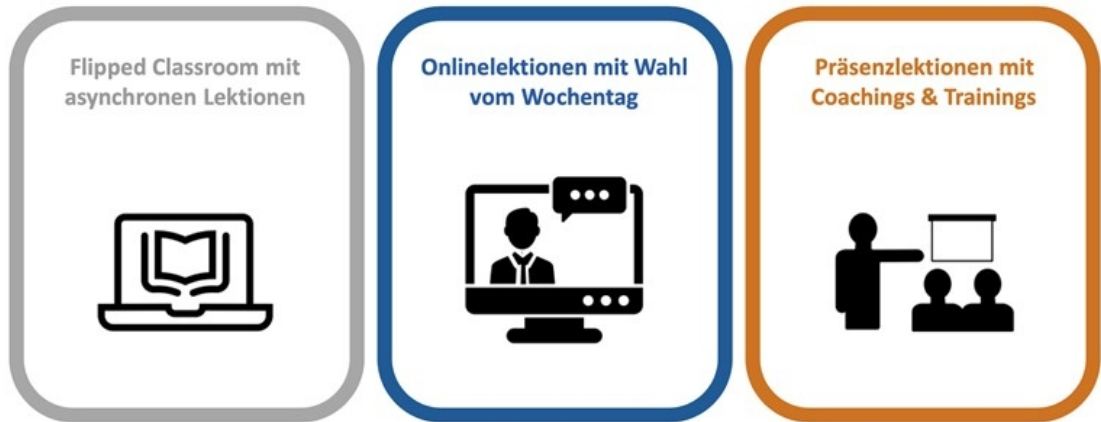 Flipped Classroom mit
asynchronen Lektionen
Onlinelektionen mit Wahl
vom Wochentag
Präsenzlektionen mit
Coachings & Trainings